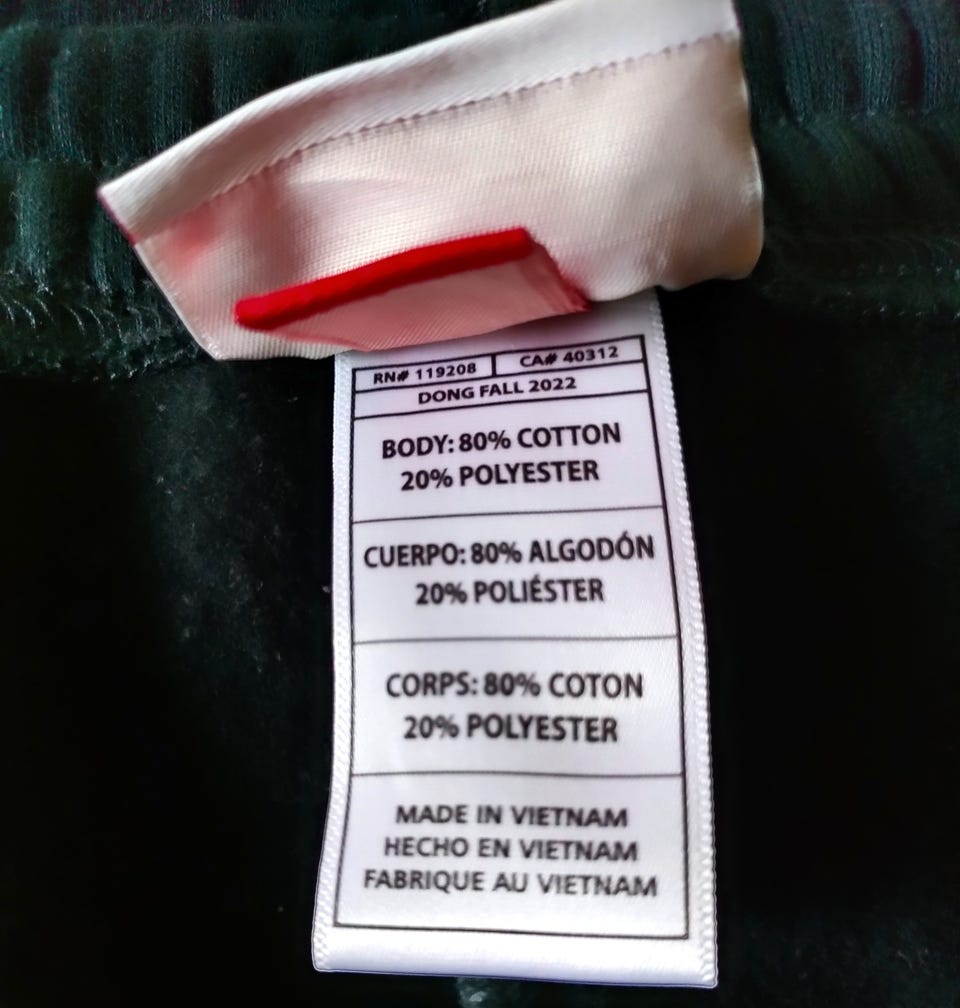 RN# 119208 CA# 40312
DONG FALL 2022
BODY: 80% COTTON
20% POLYESTER
CUERPO: 80% ALGODÓN
20% POLIÉSTER
CORPS: 80% COTON
20% POLYESTER
MADE IN VIETNAM
HECHO EN VIETNAM
FABRIQUE AU VIETNAM